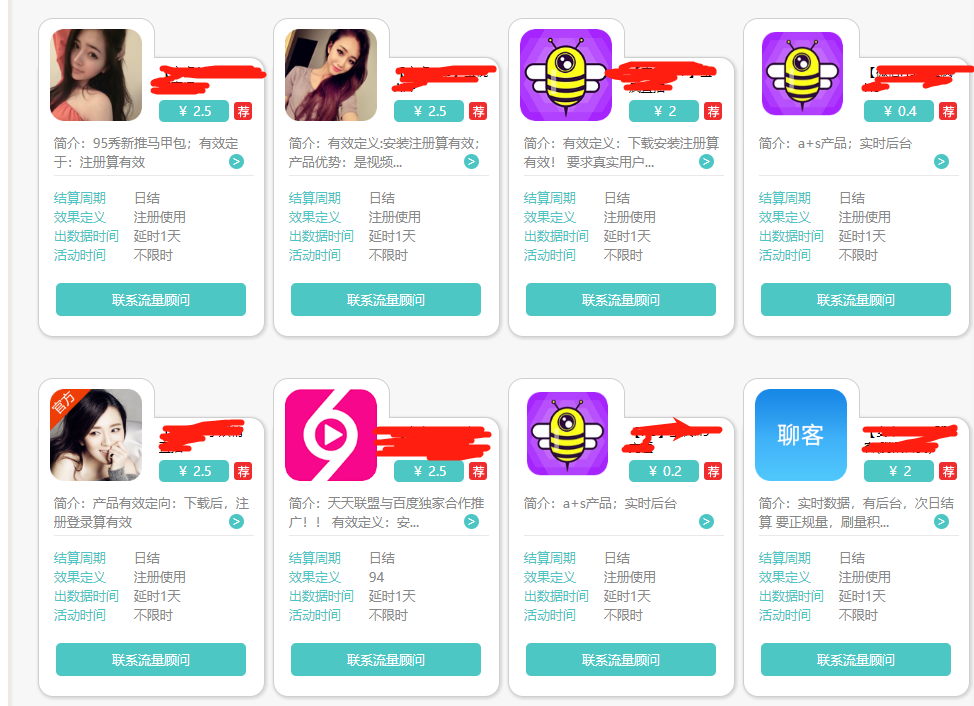 ¥ 2.5 荐
简介：95秀新推马甲包；有效定
于：注册算有效
结算周期 日结
效果定义 注册使用
出数据时间 延时1天
活动时间 不限时
联系流量顾问
¥ 2.5 荐
简介：有效定义:安装注册算有效；
产品优势：是视频...
结算周期 日结
效果定义 注册使用
出数据时间 延时1天
活动时间 不限时
联系流量顾问
¥ 2 荐
简介：有效定义：下载安装注册算
有效！ 要求真实用户...
结算周期 日结
效果定义 注册使用
出数据时间 延时1天
活动时间 不限时
联系流量顾问
¥ 0.4 荐
简介：a+s产品；实时后台
结算周期 日结
效果定义 注册使用
出数据时间 延时1天
活动时间 不限时
联系流量顾问
官方
¥ 2.5 荐
简介：产品有效定向：下载后，注
册登录算有效
结算周期 日结
效果定义 注册使用
出数据时间 延时1天
活动时间 不限时
联系流量顾问
¥ 2.5 荐
简介：天天联盟与百度独家合作推
广！！ 有效定义：安...
结算周期 日结
效果定义 94
出数据时间 延时1天
活动时间 不限时
联系流量顾问
¥ 0.2 荐
简介：a+s产品；实时后台
结算周期 日结
效果定义 注册使用
出数据时间 延时1天
活动时间 不限时
联系流量顾问
聊客
¥ 2 荐
简介：实时数据，有后台，次日结
算 要正规量，刷量积...
结算周期 日结
效果定义 注册使用
出数据时间 延时1天
活动时间 不限时
联系流量顾问